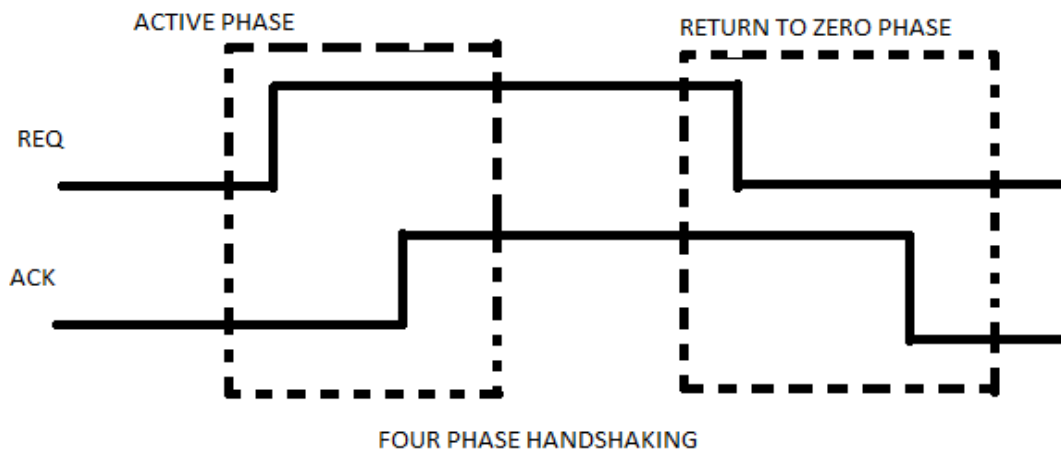 ACTIVE PHASE
RETURN TO ZERO PHASE
REQ
ACK
FOUR PHASE HANDSHAKING